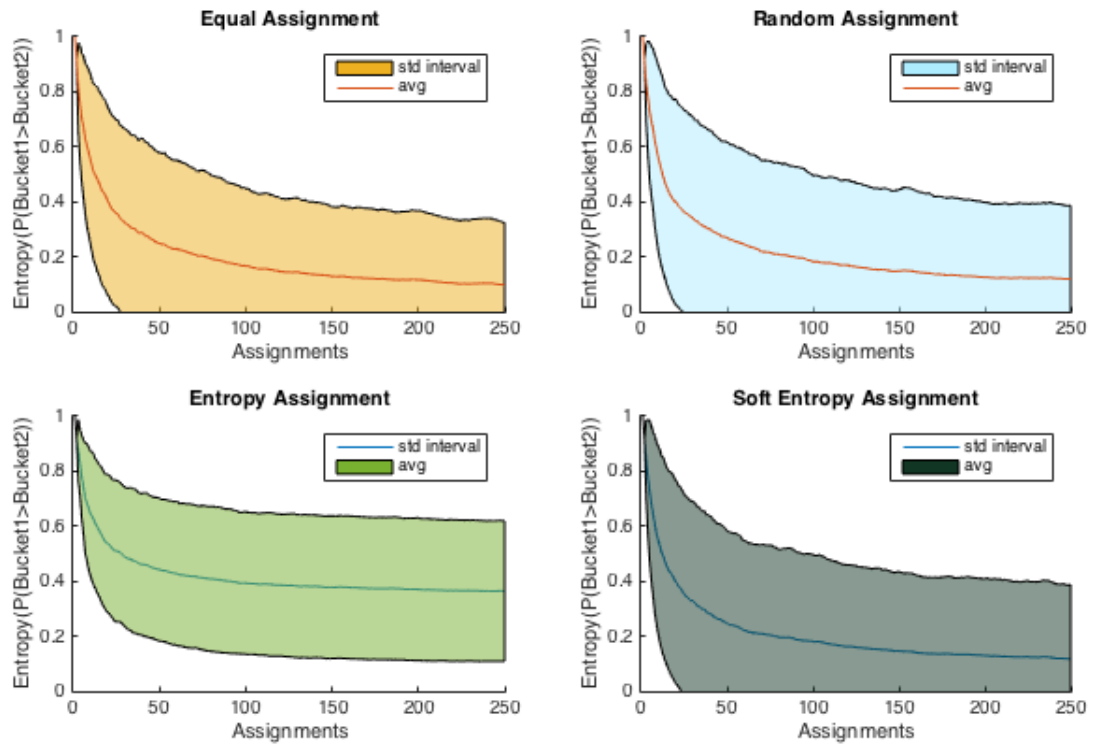 Equal Assignment
Entropy(P(Bucket1>Bucket2))
1
0.8
0.6
0.4
0.2
0
std interval
avg
0 50 100 150 200 250
Assignments
Random Assignment
Entropy(P(Bucket1>Bucket2))
1
0.8
0.6
0.4
0.2
0
std interval
avg
0 50 100 150 200 250
Assignments
Entropy Assignment
Entropy(P(Bucket1>Bucket2))
1
0.8
0.6
0.4
0.2
0
std interval
avg
0 50 100 150 200 250
Assignments
Soft Entropy Assignment
Entropy(P(Bucket1>Bucket2))
1
0.8
0.6
0.4
0.2
0
std interval
avg
0 50 100 150 200 250
Assignments